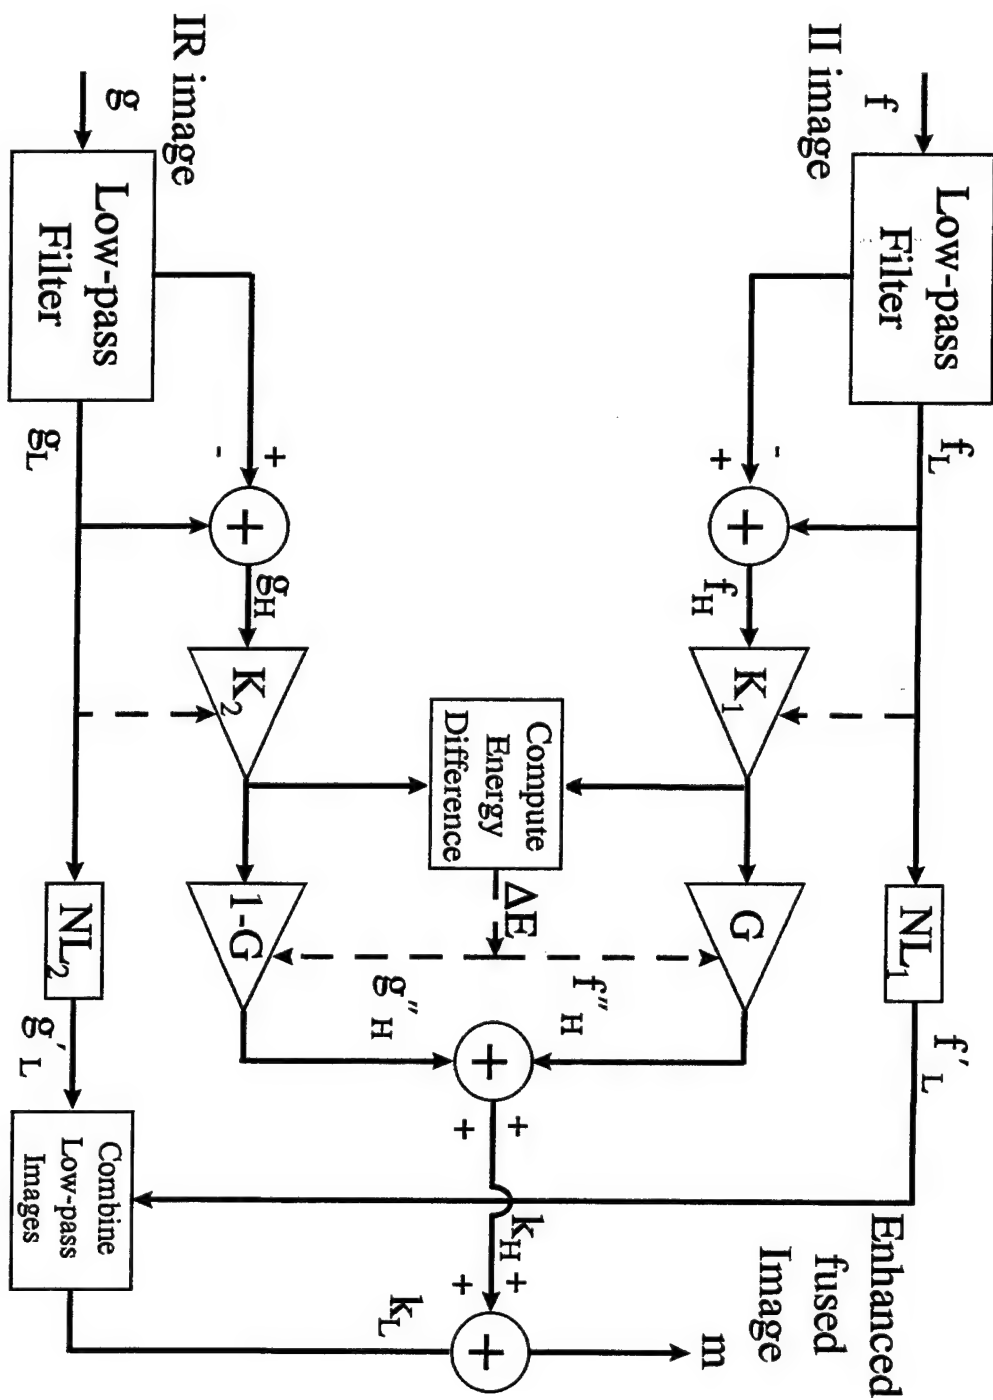 II image
f
Low-pass
Filter
f_L
-
+
+
f_H
K_1
G
NL_1
f'_L
Compute
Energy
Difference
ΔE
f''_H
g''_H
+
+
+
k_H
+
+
+
k_L
m
Enhanced
fused
Image
IR image
g
Low-pass
Filter
g_L
+
-
+
g_H
K_2
1-G
NL_2
g'_L
Combine
Low-pass
Images